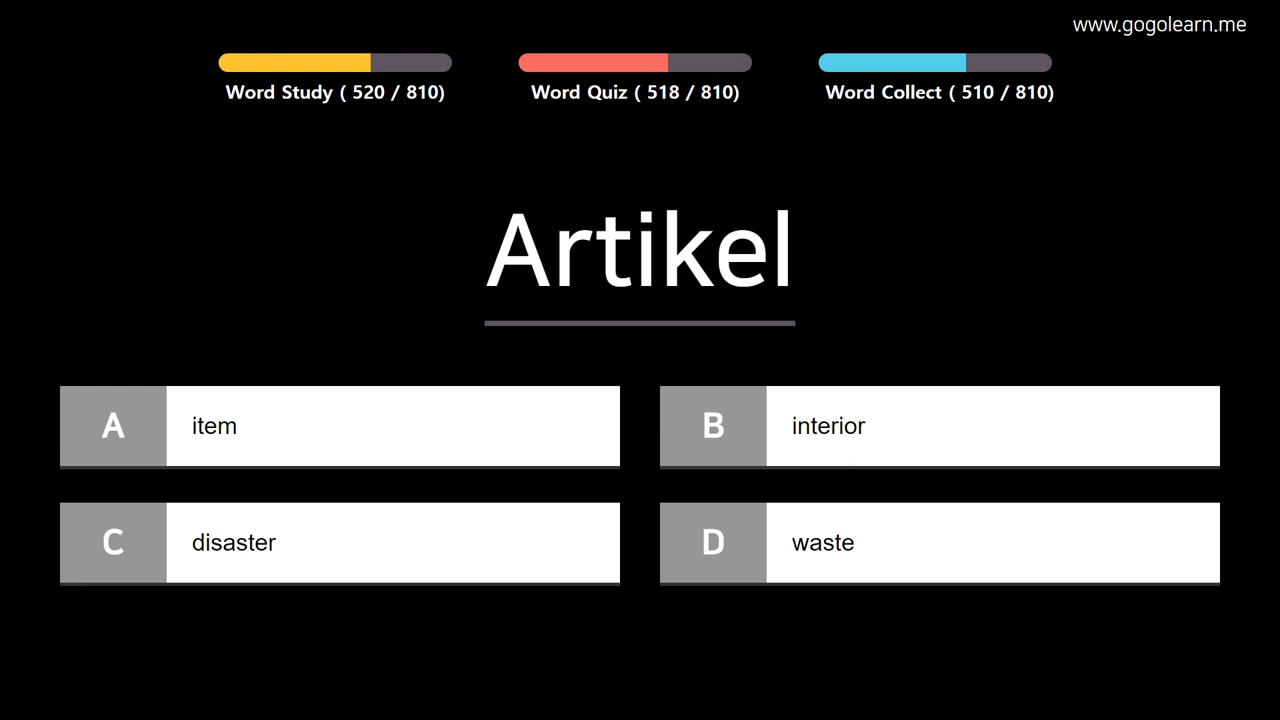 www.gogolearn.me
Word Study ( 520 / 810)
Word Quiz ( 518 / 810)
Word Collect ( 510 / 810)
Artikel
A item
B interior
C disaster
D waste